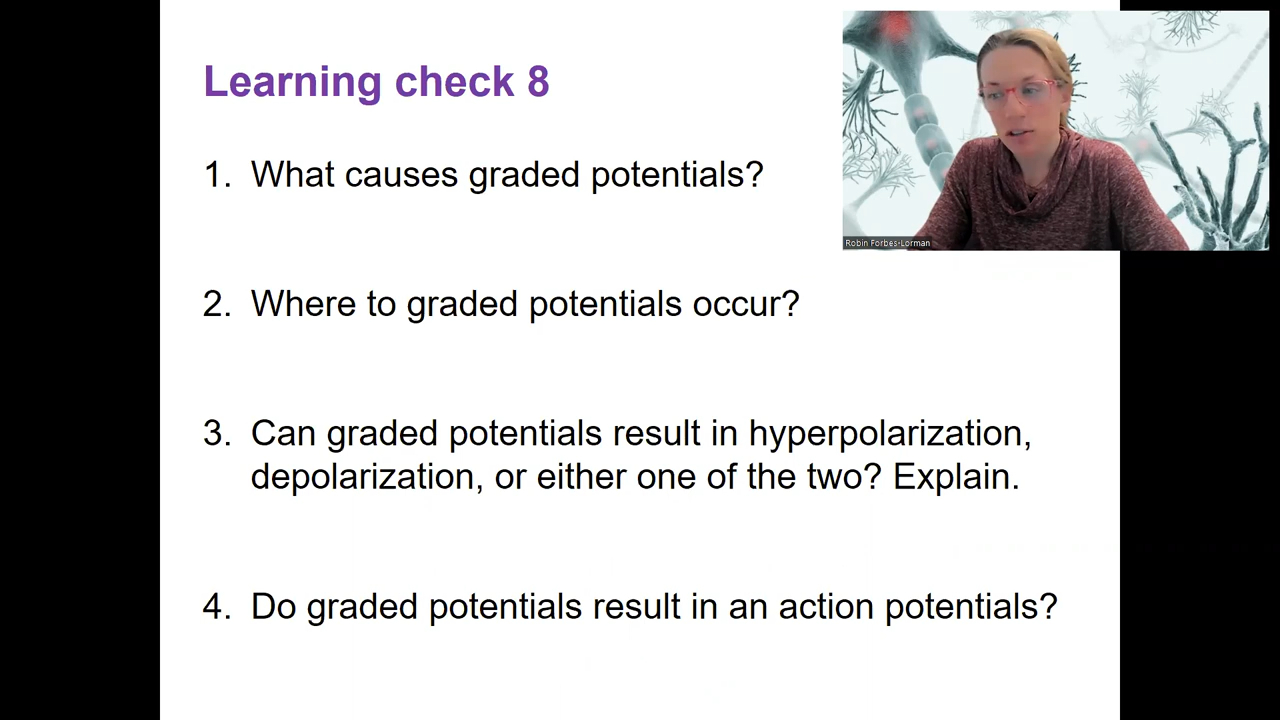 Learning check 8
1. What causes graded potentials?
Robin Forbes-Lorman
2. Where to graded potentials occur?
3. Can graded potentials result in hyperpolarization,
depolarization, or either one of the two? Explain.
4. Do graded potentials result in an action potentials?